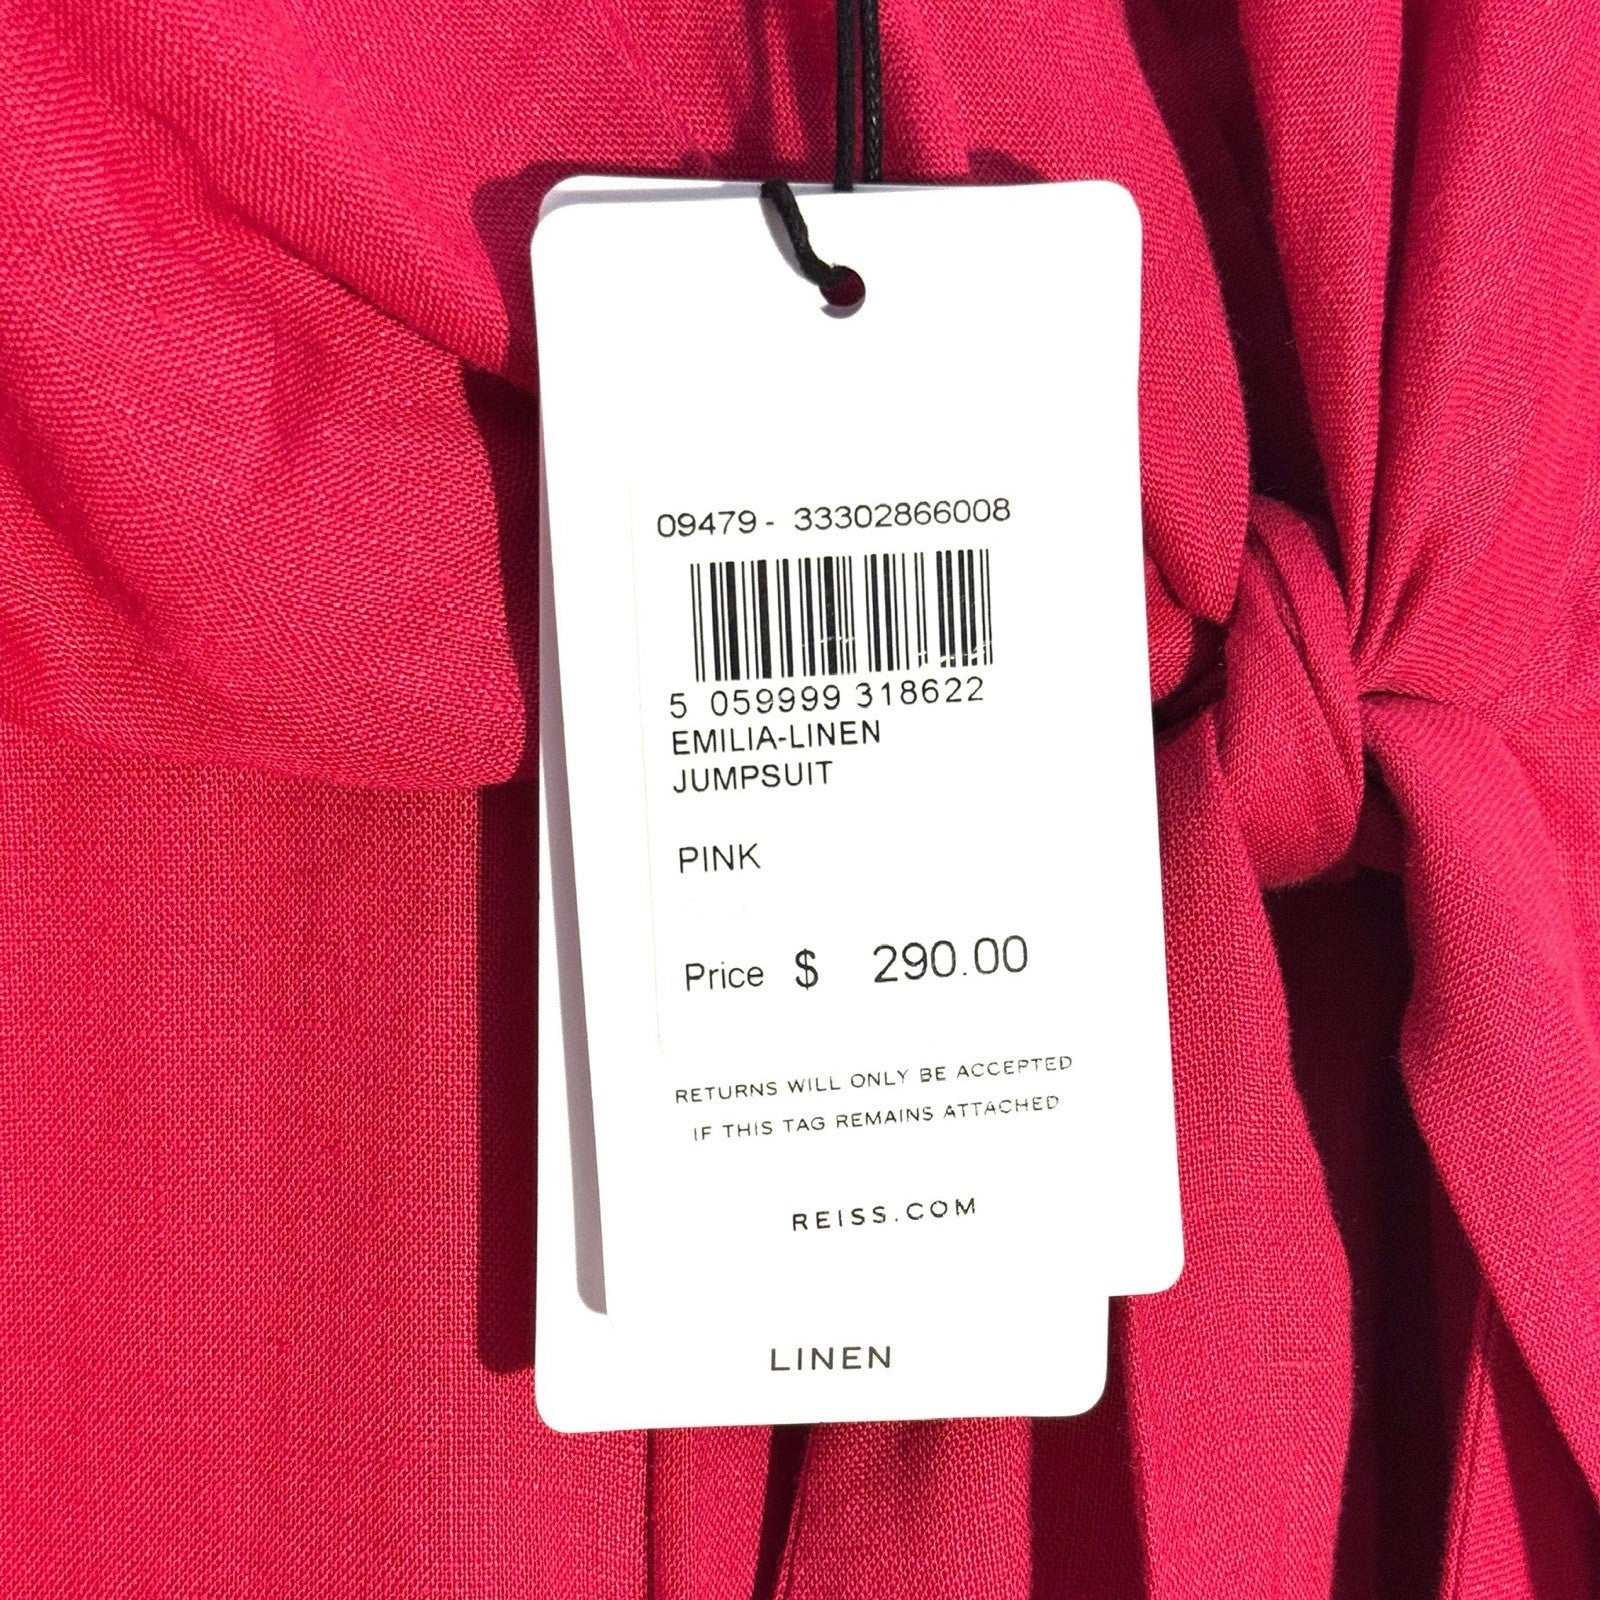 09479 - 33302866008
5 059999 318622
EMILIA-LINEN
JUMPSUIT
PINK
Price $ 290.00
RETURNS WILL ONLY BE ACCEPTED
IF THIS TAG REMAINS ATTACHED
REISS.COM
LINEN